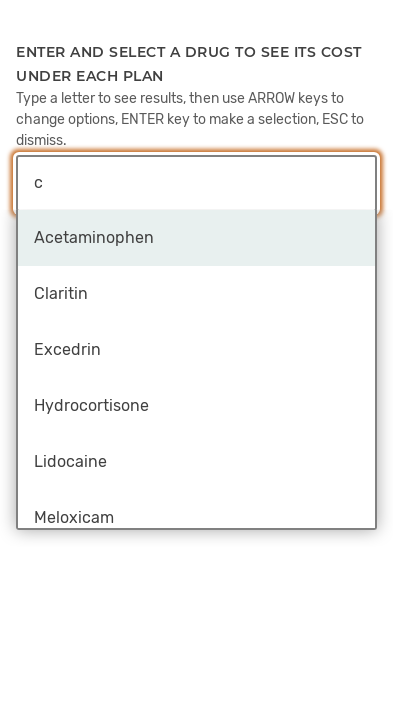 ENTER AND SELECT A DRUG TO SEE ITS COST
UNDER EACH PLAN
Type a letter to see results, then use ARROW keys to
change options, ENTER key to make a selection, ESC to
dismiss.
c
Acetaminophen
Claritin
Excedrin
Hydrocortisone
Lidocaine
Meloxicam